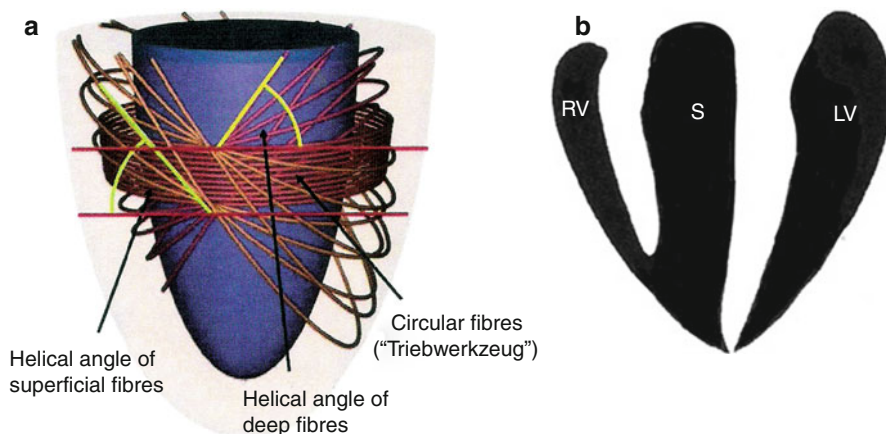 a
Helical angle of
superficial fibres
Helical angle of
deep fibres
Circular fibres
(“Triebwerkzeug”)
b
RV
S
LV